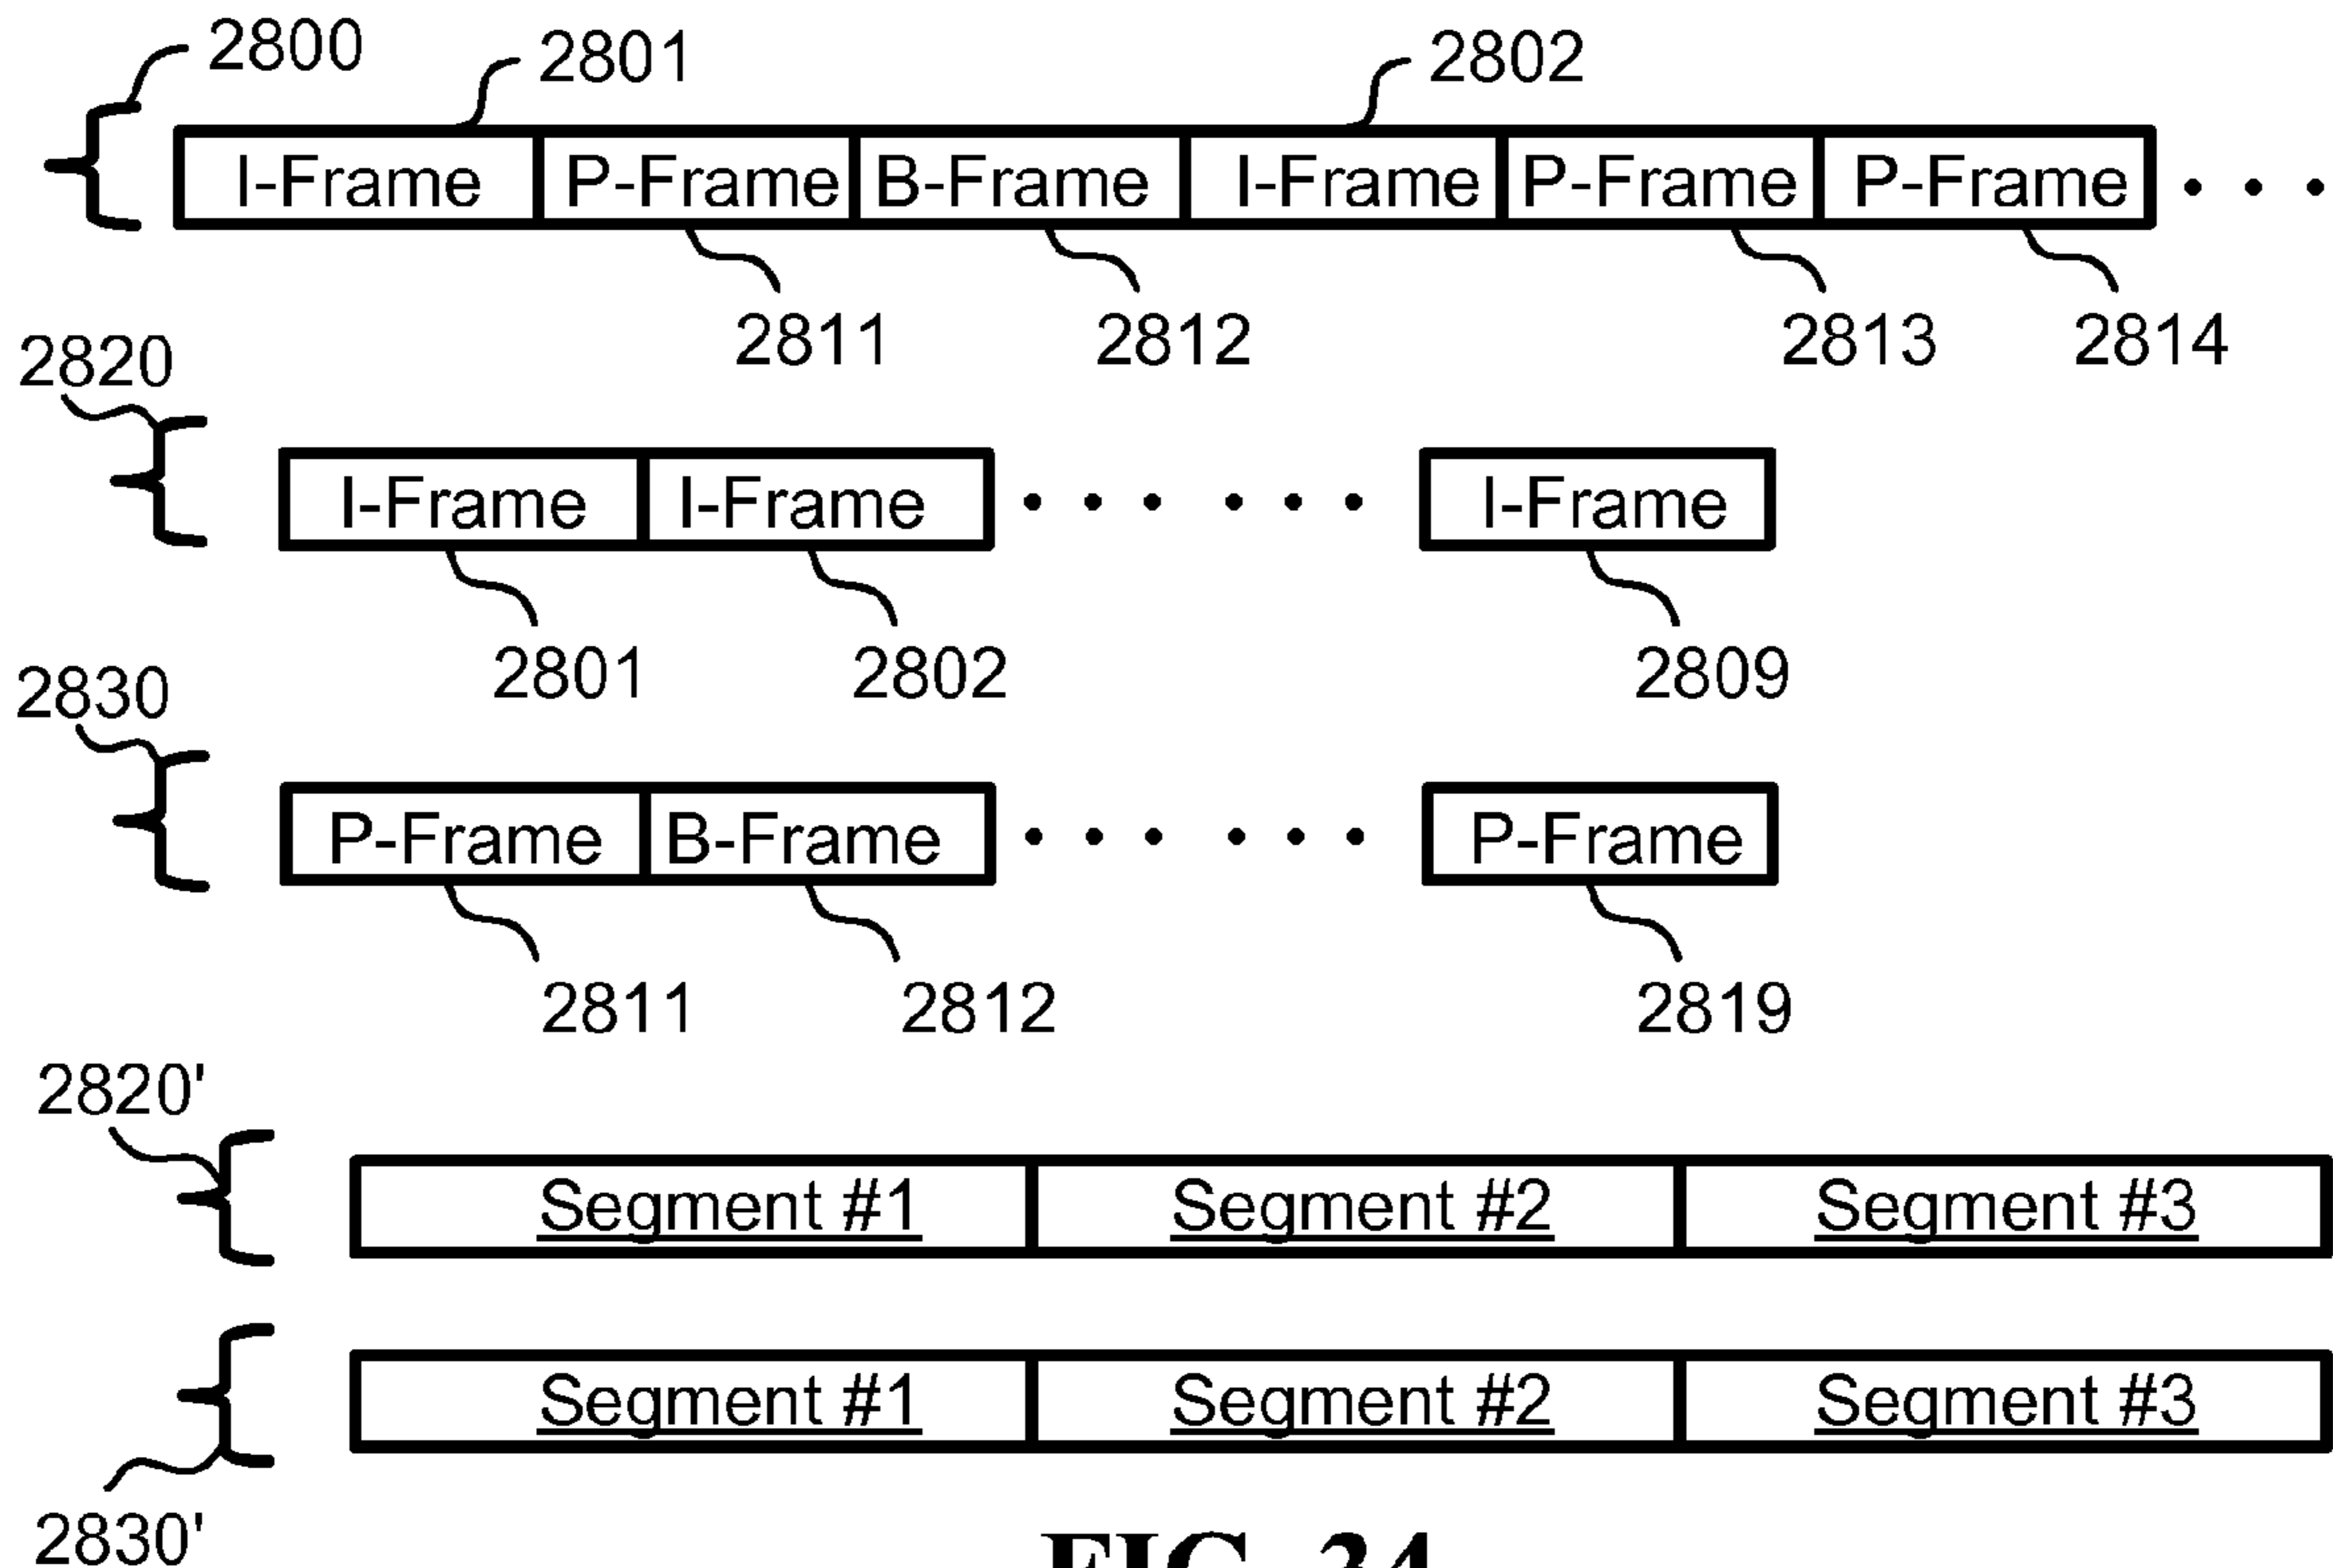 2800 2801 2802
I-Frame P-Frame B-Frame I-Frame P-Frame P-Frame
2811 2812 2813 2814
2820
I-Frame I-Frame I-Frame
2801 2802 2809
2830
P-Frame B-Frame P-Frame
2811 2812 2819
2820'
Segment #1 Segment #2 Segment #3
Segment #1 Segment #2 Segment #3
2830'
FIG. 34